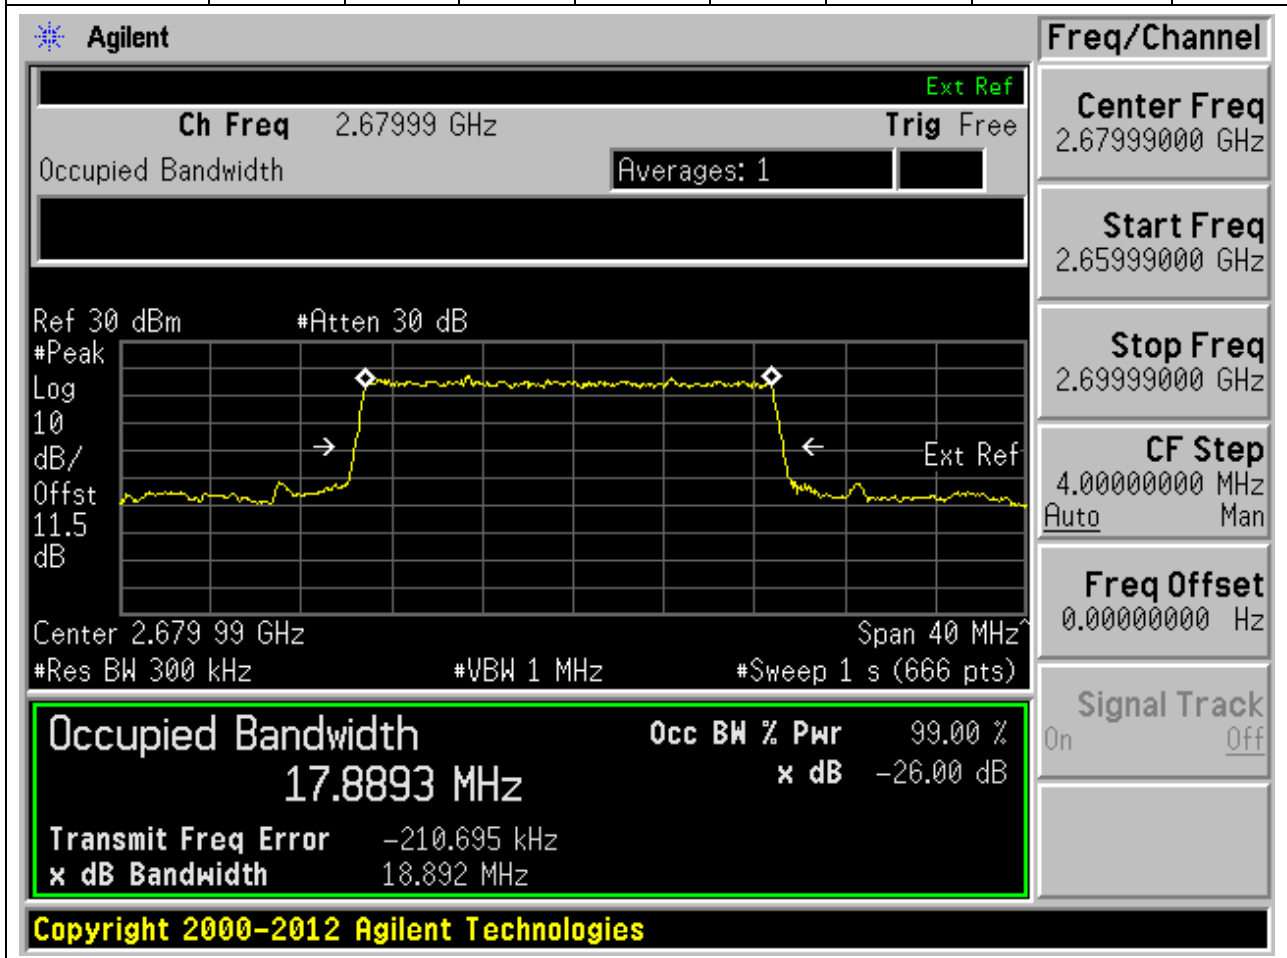 Agilent
Freq/Channel
Ext Ref
Ch Freq 2.67999 GHz Trig Free
Occupied Bandwidth Averages: 1
Center Freq
2.67999000 GHz
Start Freq
2.65999000 GHz
Stop Freq
2.69999000 GHz
CF Step
4.00000000 MHz
Auto Man
Freq Offset
0.00000000 Hz
Signal Track
On Off
Ref 30 dBm #Atten 30 dB
#Peak
Log
10
dB/
Offst
11.5
dB
Ext Ref
Center 2.679 99 GHz Span 40 MHz^
#Res BW 300 kHz #VBW 1 MHz #Sweep 1 s (666 pts)
Occupied Bandwidth Occ BW % Pwr 99.00 %
17.8893 MHz x dB -26.00 dB
Transmit Freq Error -210.695 kHz
x dB Bandwidth 18.892 MHz
Copyright 2000-2012 Agilent Technologies